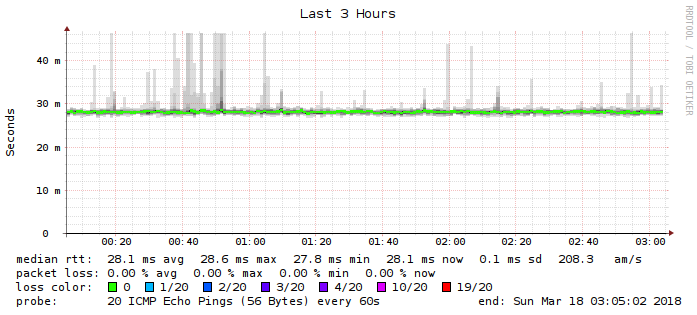 Last 3 Hours
RRDTOOL / TOBI OETIKER
Seconds
40 m
30 m
20 m
10 m
0
00:20 00:40 01:00 01:20 01:40 02:00 02:20 02:40 03:00
median rtt: 28.1 ms avg 28.6 ms max 27.8 ms min 28.1 ms now 0.1 ms sd 208.3 am/s
packet loss: 0.00 % avg 0.00 % max 0.00 % min 0.00 % now
loss color: 0 1/20 2/20 3/20 4/20 10/20 19/20
probe: 20 ICMP Echo Pings (56 Bytes) every 60s end: Sun Mar 18 03:05:02 2018